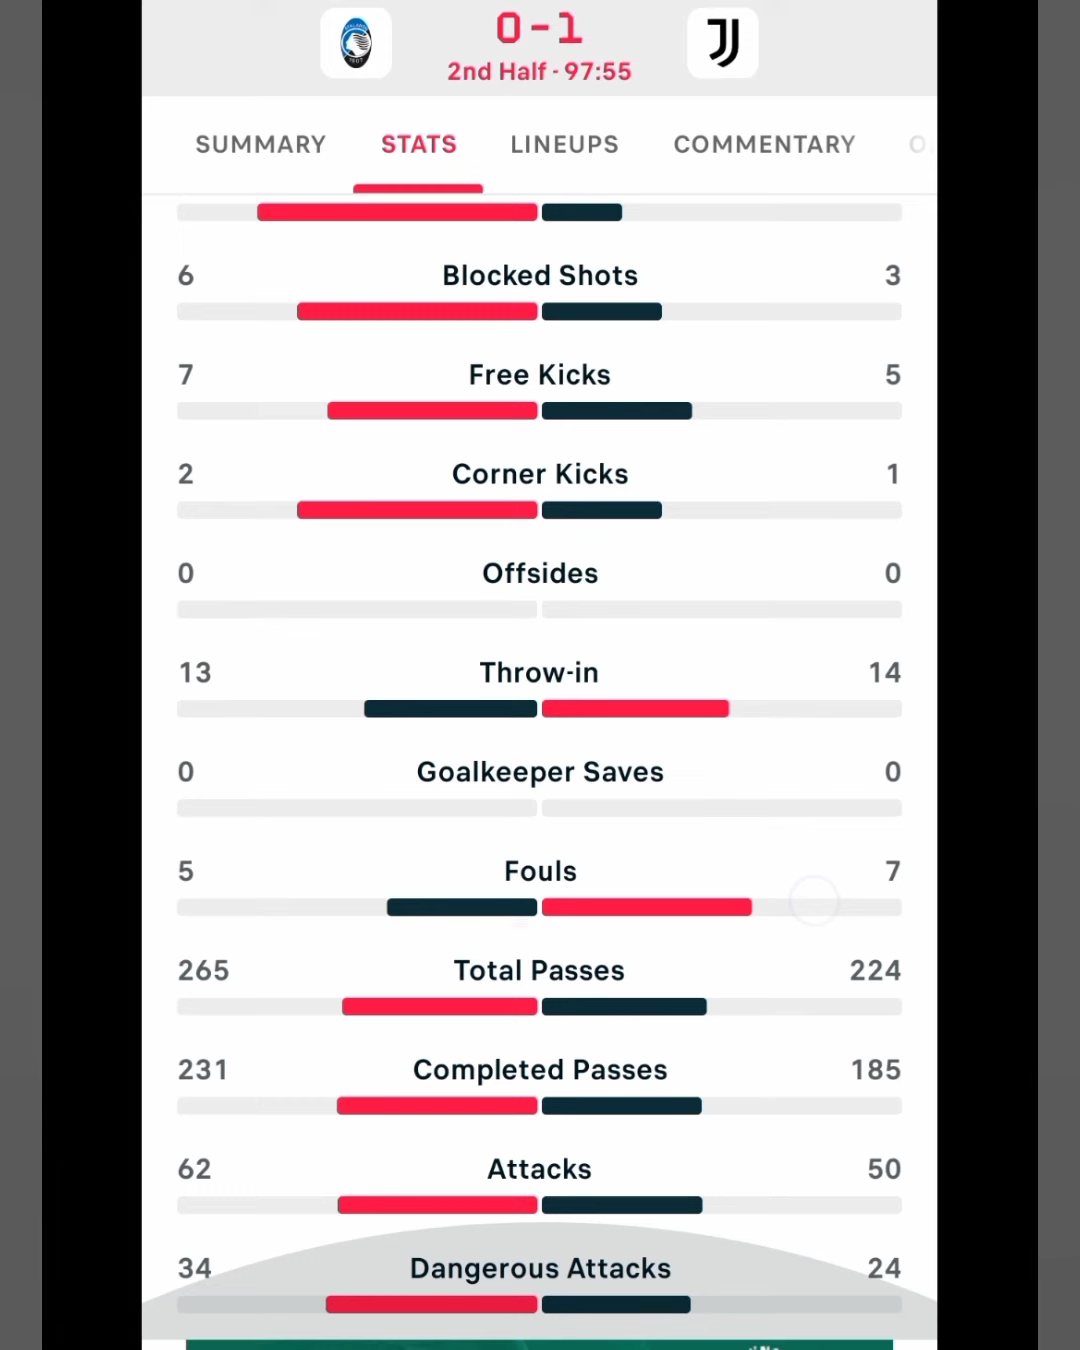 0 - 1
2nd Half - 97:55
SUMMARY STATS LINEUPS COMMENTARY
6 Blocked Shots 3
7 Free Kicks 5
2 Corner Kicks 1
0 Offsides 0
13 Throw-in 14
0 Goalkeeper Saves 0
5 Fouls 7
265 Total Passes 224
231 Completed Passes 185
62 Attacks 50
34 Dangerous Attacks 24